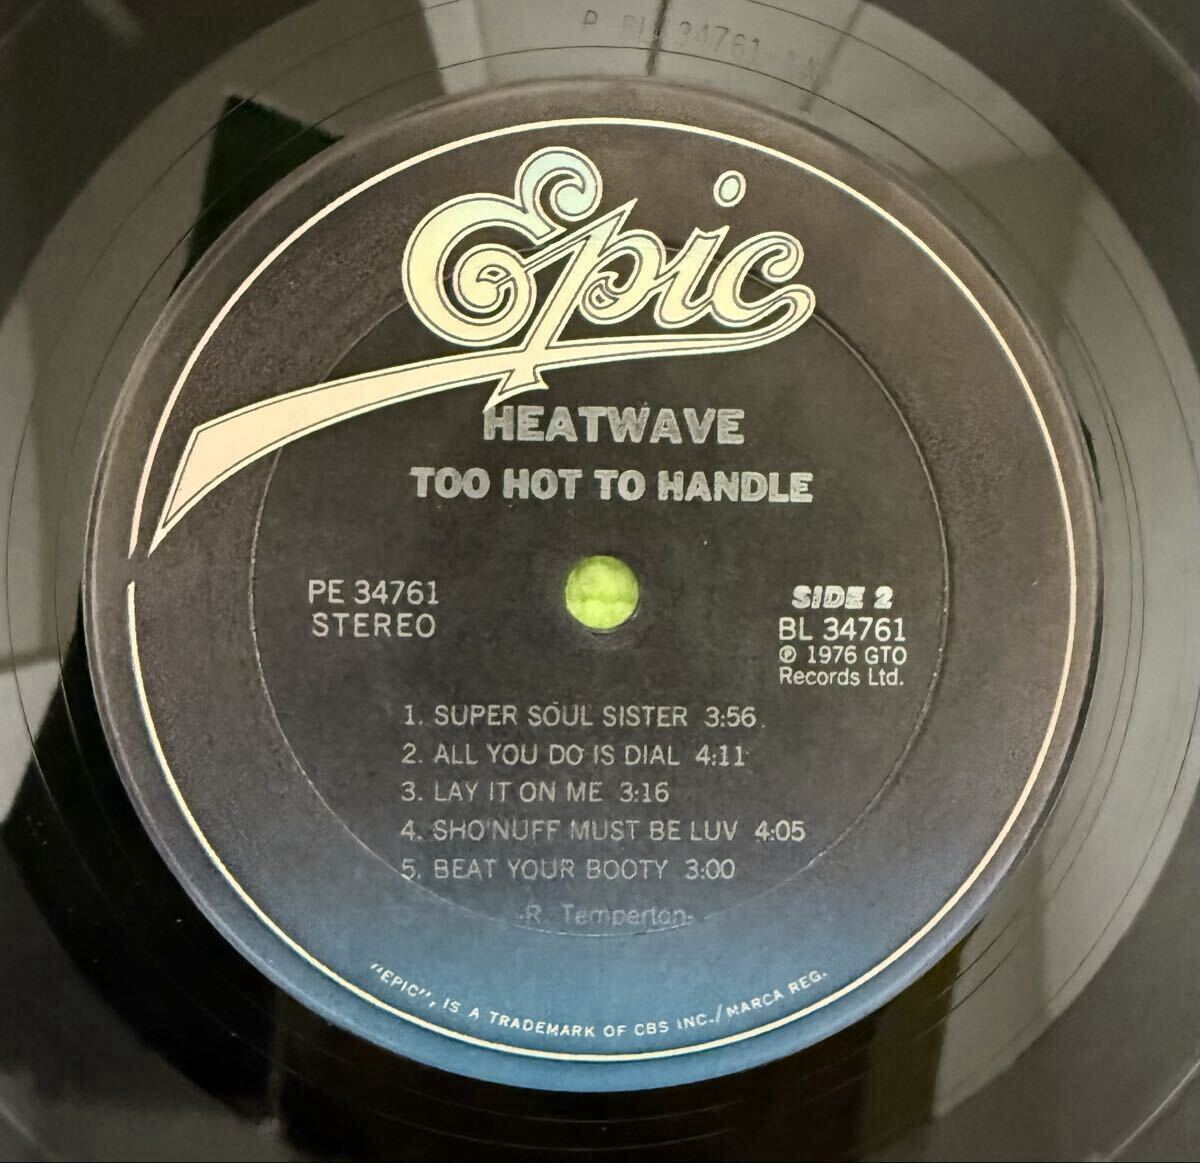 P BL 34761
Epic
HEATWAVE
TOO HOT TO HANDLE
PE 34761
STEREO
SIDE 2
BL 34761
℗ 1976 GTO
Records Ltd.
1. SUPER SOUL SISTER 3:56
2. ALL YOU DO IS DIAL 4:11
3. LAY IT ON ME 3:16
4. SHO'NUFF MUST BE LUV 4:05
5. BEAT YOUR BOOTY 3:00
-R. Temperton-
"EPIC", IS A TRADEMARK OF CBS INC./MARCA REG.